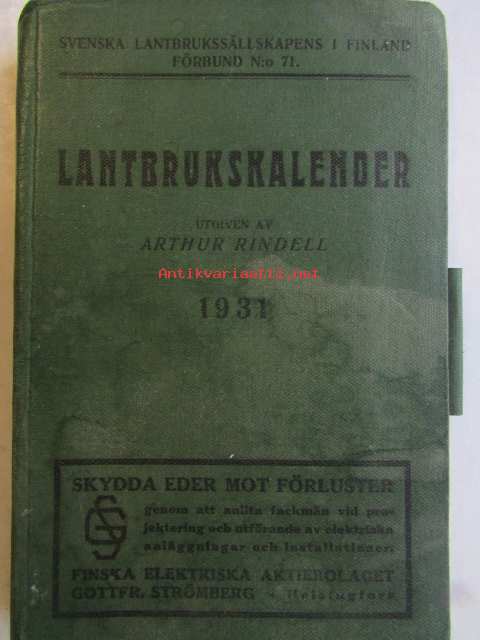 SVENSKA LANTBRUKSSÄLLSKAPENS I FINLAND
FÖRBUND N:o 71.
LANTBRUKSKALENDER
UTGIVEN AV
ARTHUR RINDELL
Antikvariaatti.net
1931
SKYDDA EDER MOT FÖRLUSTER
GS
genom att anlita fackmän vid pro-
jektering och utförande av elektriska
anläggningar och installationer.
FINSKA ELEKTRISKA AKTIEBOLAGET
GOTTFR. STRÖMBERG - Helsingfors